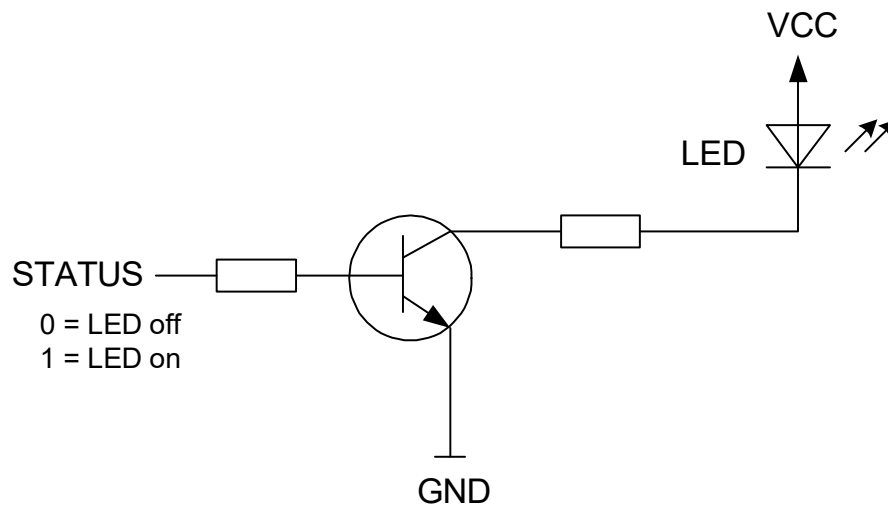 VCC
LED
STATUS
0 = LED off
1 = LED on
GND